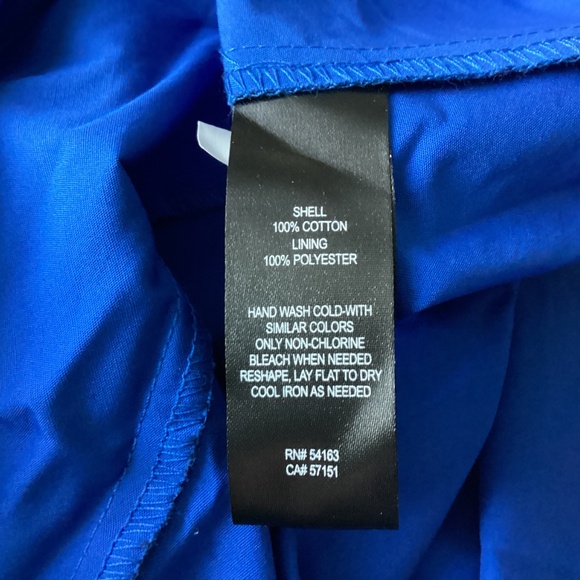 SHELL
100% COTTON
LINING
100% POLYESTER
HAND WASH COLD-WITH
SIMILAR COLORS
ONLY NON-CHLORINE
BLEACH WHEN NEEDED
RESHAPE, LAY FLAT TO DRY
COOL IRON AS NEEDED
RN# 54163
CA# 57151